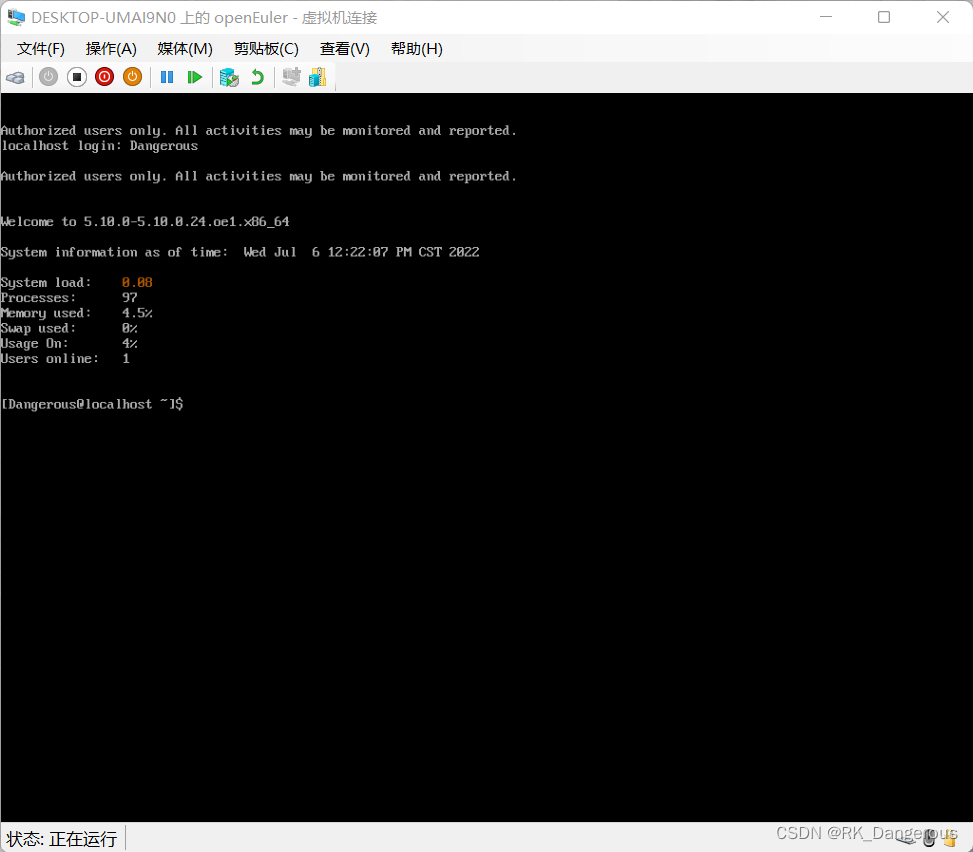 DESKTOP-UMAI9N0 上的 openEuler - 虚拟机连接
文件(F) 操作(A) 媒体(M) 剪贴板(C) 查看(V) 帮助(H)
Authorized users only. All activities may be monitored and reported.
localhost login: Dangerous
Authorized users only. All activities may be monitored and reported.
Welcome to 5.10.0-5.10.0.24.oe1.x86_64
System information as of time:  Wed Jul  6 12:22:07 PM CST 2022
System load:    0.08
Processes:      97
Memory used:    4.5%
Swap used:      0%
Usage On:       4%
Users online:   1
[Dangerous@localhost ~]$
状态: 正在运行
CSDN @RK_Dangerous